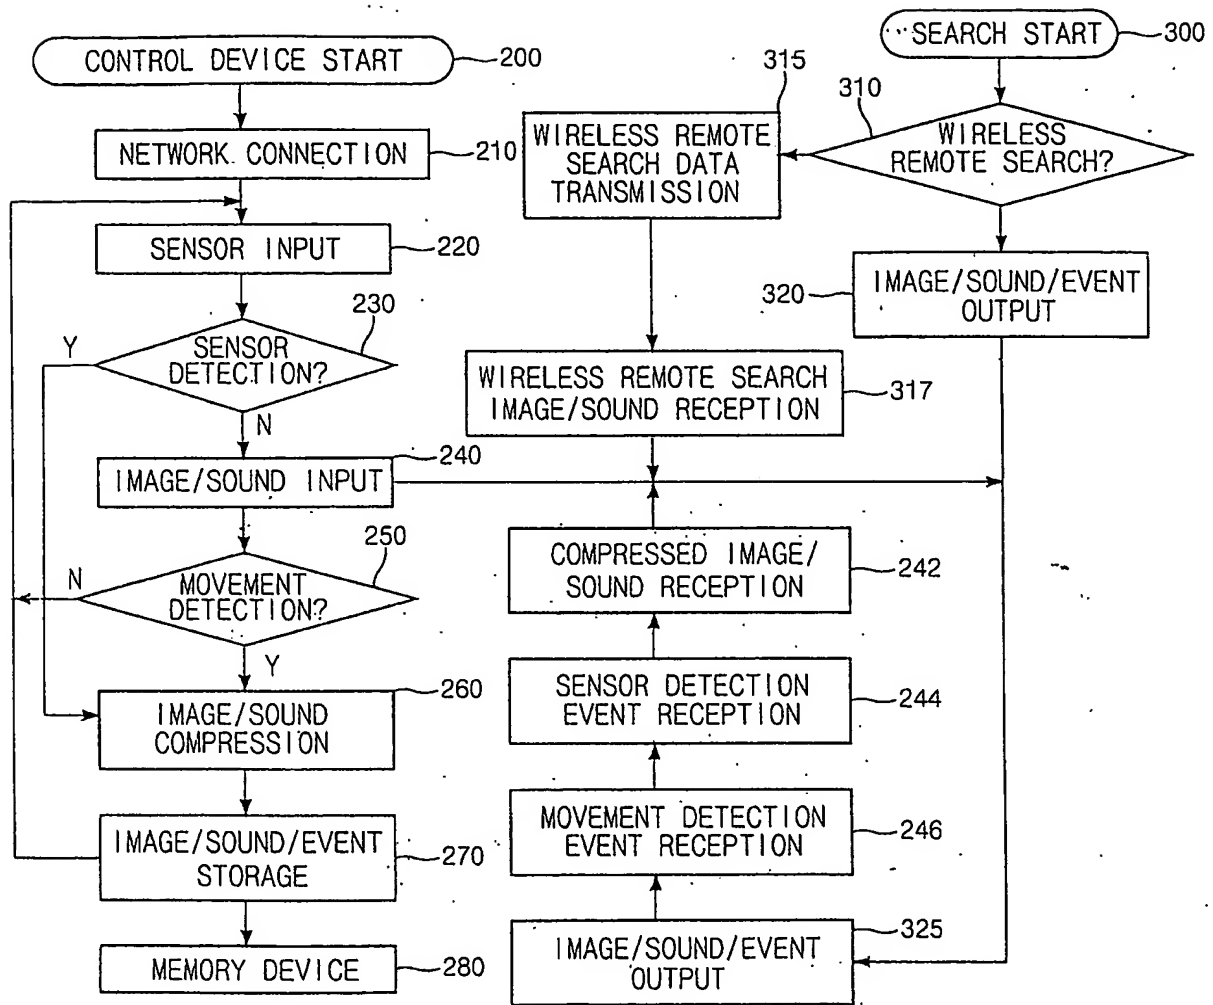 CONTROL DEVICE START
200
NETWORK CONNECTION
210
SENSOR INPUT
220
230
SENSOR
DETECTION?
Y
N
240
IMAGE/SOUND INPUT
250
MOVEMENT
DETECTION?
N
Y
260
IMAGE/SOUND
COMPRESSION
IMAGE/SOUND/EVENT
STORAGE
270
MEMORY DEVICE
280
315
WIRELESS REMOTE
SEARCH DATA
TRANSMISSION
WIRELESS REMOTE SEARCH
IMAGE/SOUND RECEPTION
317
COMPRESSED IMAGE/
SOUND RECEPTION
242
SENSOR DETECTION
EVENT RECEPTION
244
MOVEMENT DETECTION
EVENT RECEPTION
246
325
IMAGE/SOUND/EVENT
OUTPUT
SEARCH START
300
310
WIRELESS
REMOTE SEARCH?
320
IMAGE/SOUND/EVENT
OUTPUT